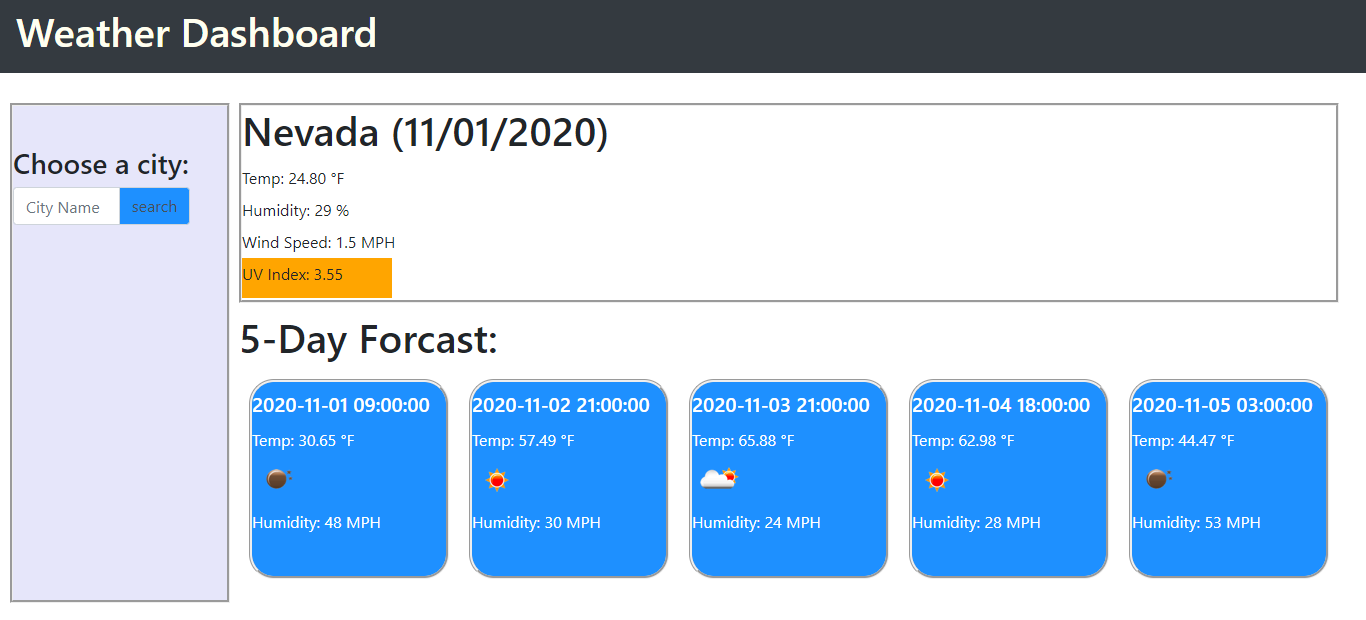 Weather Dashboard
Choose a city:
City Name search
Nevada (11/01/2020)
Temp: 24.80 °F
Humidity: 29 %
Wind Speed: 1.5 MPH
UV Index: 3.55
5-Day Forcast:
2020-11-01 09:00:00
Temp: 30.65 °F
Humidity: 48 MPH
2020-11-02 21:00:00
Temp: 57.49 °F
Humidity: 30 MPH
2020-11-03 21:00:00
Temp: 65.88 °F
Humidity: 24 MPH
2020-11-04 18:00:00
Temp: 62.98 °F
Humidity: 28 MPH
2020-11-05 03:00:00
Temp: 44.47 °F
Humidity: 53 MPH